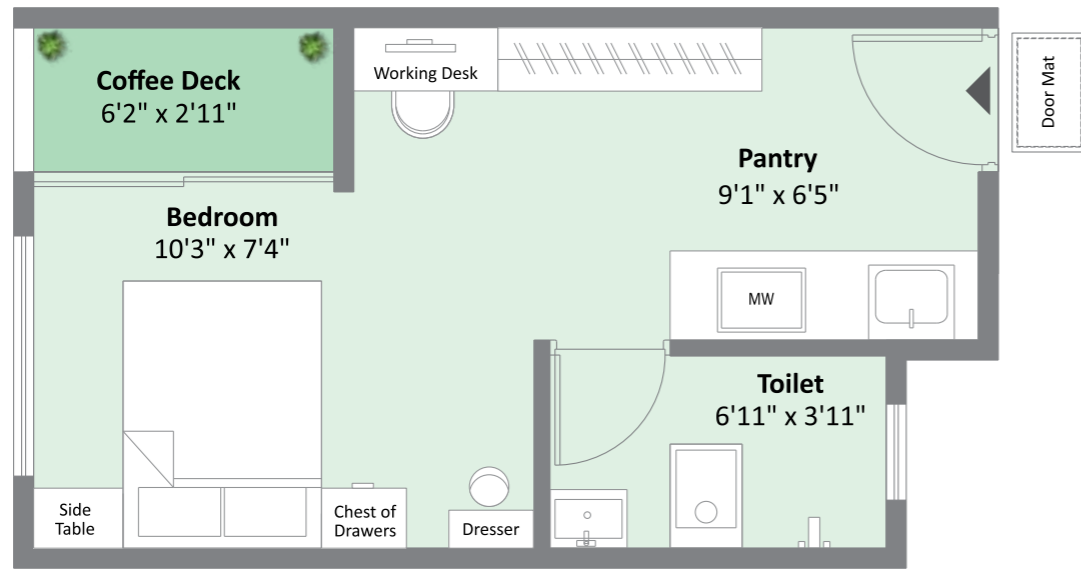 Coffee Deck
6'2" x 2'11"
Working Desk
Door Mat
Pantry
9'1" x 6'5"
Bedroom
10'3" x 7'4"
MW
Toilet
6'11" x 3'11"
Side
Table
Chest of
Drawers
Dresser